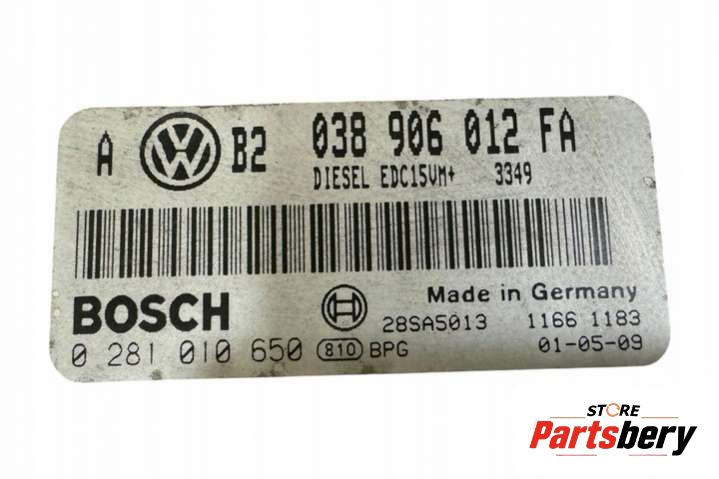 A VW B2 038 906 012 FA
DIESEL EDC15VM+ 3349
BOSCH Made in Germany
28SA5013 1166 1183
0 281 010 650 810 BPG 01-05-09
STORE
Partsbery